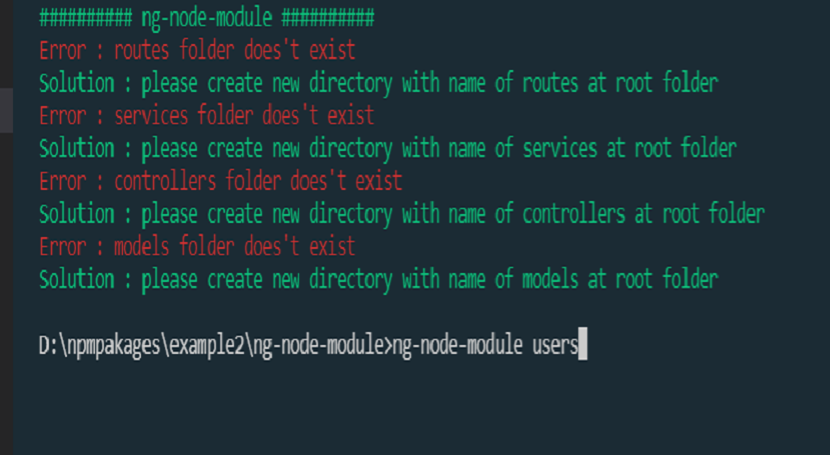 ########## ng-node-module ##########
Error : routes folder does't exist
Solution : please create new directory with name of routes at root folder
Error : services folder does't exist
Solution : please create new directory with name of services at root folder
Error : controllers folder does't exist
Solution : please create new directory with name of controllers at root folder
Error : models folder does't exist
Solution : please create new directory with name of models at root folder
D:\npmpakages\example2\ng-node-module>ng-node-module users